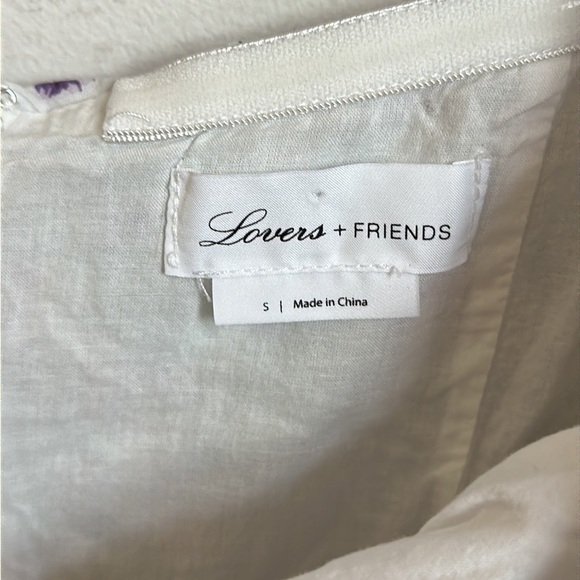 Lovers + FRIENDS
S | Made in China